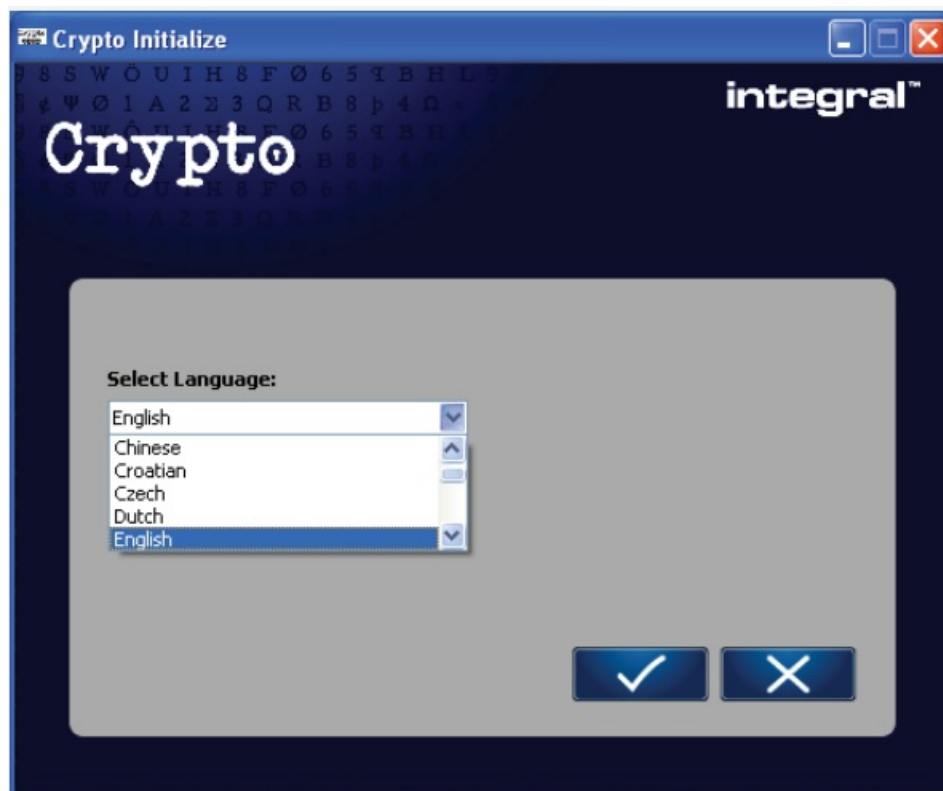 Crypto Initialize
integral™
Crypto
Select Language:
English
Chinese
Croatian
Czech
Dutch
English